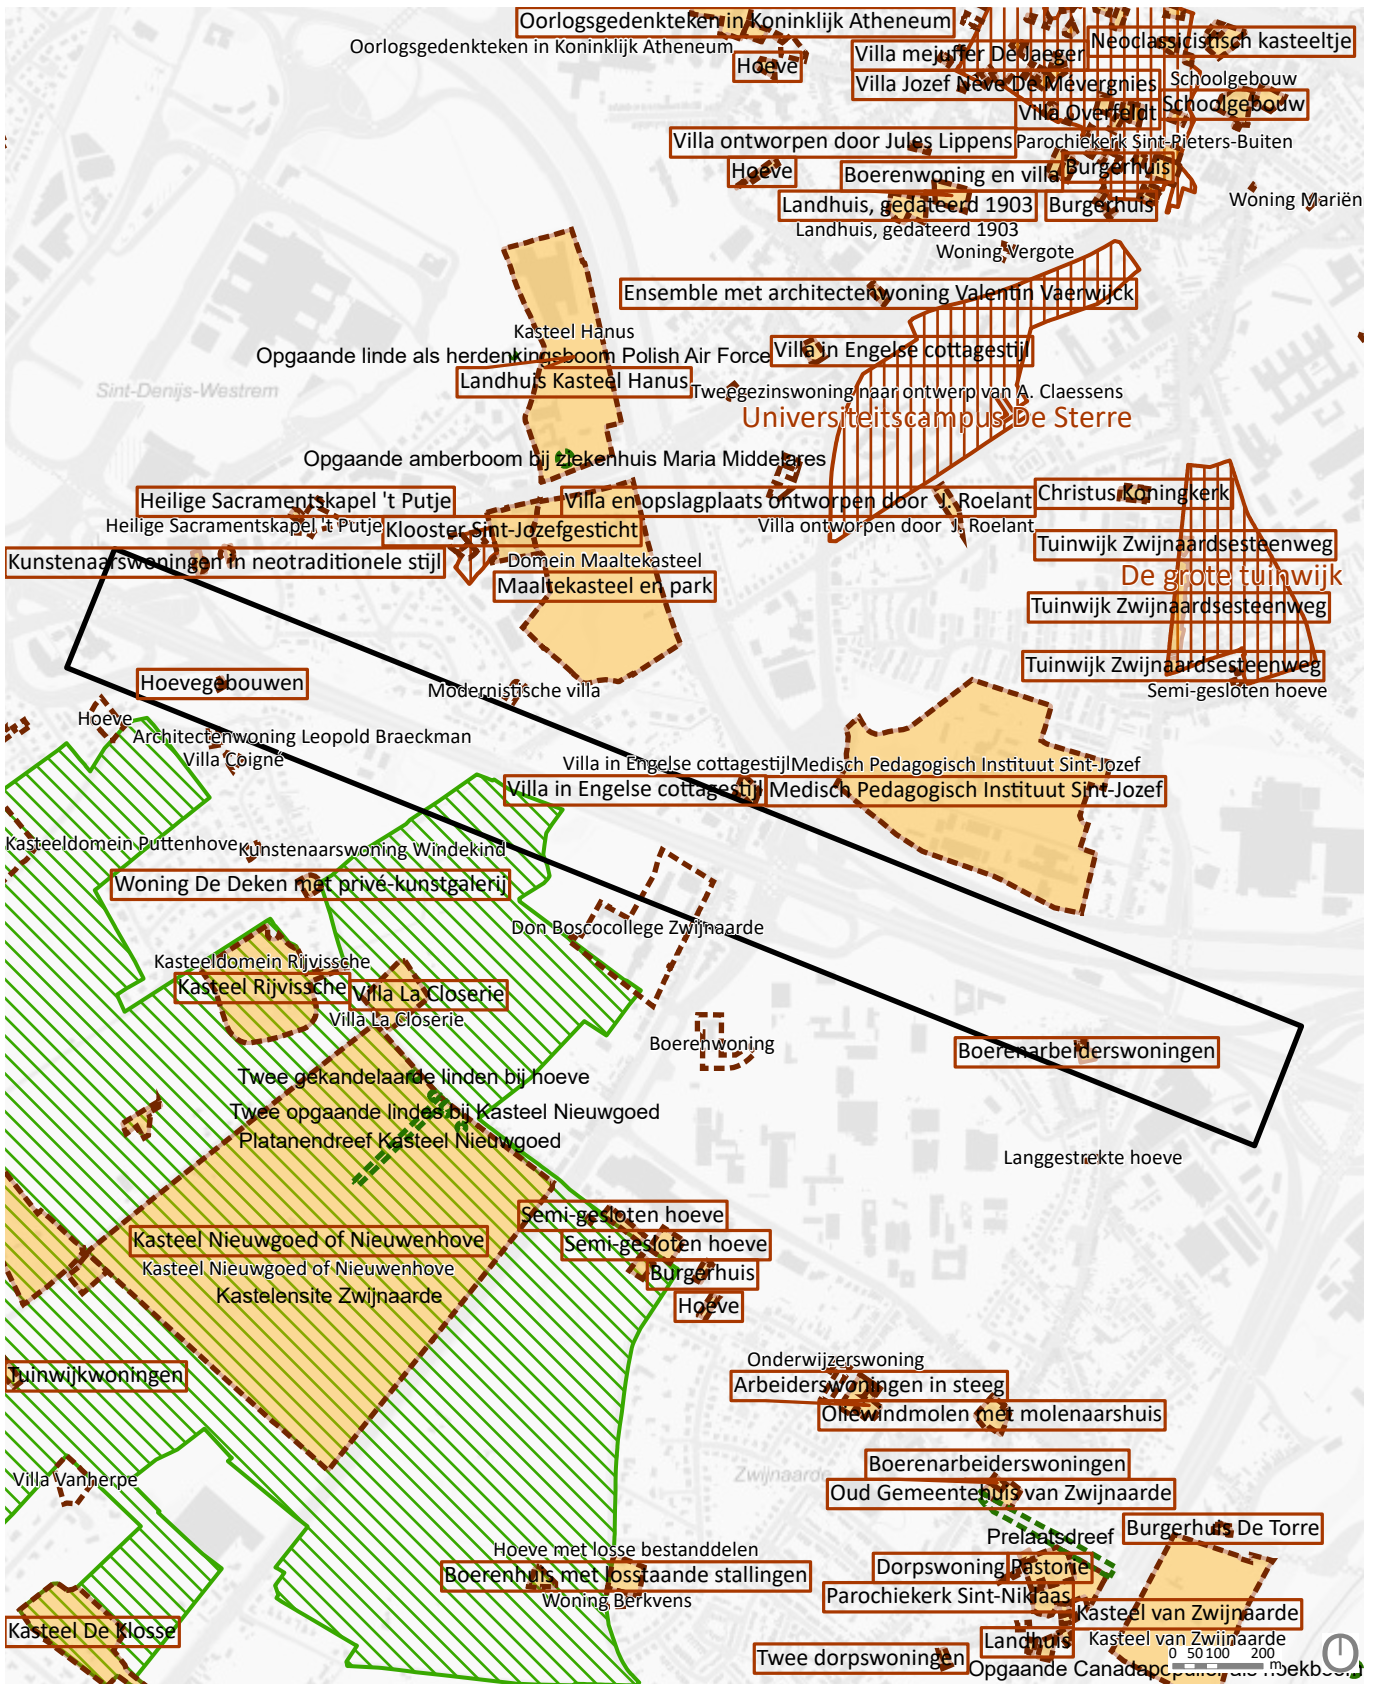 Oorlogsgedenkteken in Koninklijk Atheneum
Oorlogsgedenkteken in Koninklijk Atheneum
Hoeve
Villa mejuffer De Jaeger
Neoclassicistisch kasteeltje
Villa Jozef Neve De Mévergnies
Schoolgebouw
Schoolgebouw
Villa Overfeldt
Villa ontworpen door Jules Lippens
Parochiekerk Sint-Pieters-Buiten
Hoeve
Boerenwoning en villa
Burgerhuis
Landhuis, gedateerd 1903
Burgerhuis
Woning Mariën
Landhuis, gedateerd 1903
Woning Vergote
Ensemble met architectenwoning Valentin Vaerwijck
Kasteel Hanus
Opgaande linde als herdenkingsboom Polish Air Force
Villa in Engelse cottagestijl
Landhuis Kasteel Hanus
Sint-Denijs-Westrem
Tweegezinswoning naar ontwerp van A. Claessens
Universiteitscampus De Sterre
Opgaande amberboom bij ziekenhuis Maria Middelares
Heilige Sacramentskapel 't Putje
Villa en opslagplaats ontworpen door J. Roelant
Christus Koningkerk
Heilige Sacramentskapel 't Putje
Klooster Sint-Jozefgesticht
Villa ontworpen door J. Roelant
Tuinwijk Zwijnaardsesteenweg
Kunstenaarswoningen in neotraditionele stijl
Domein Maaltekasteel
De grote tuinwijk
Maaltekasteel en park
Tuinwijk Zwijnaardsesteenweg
Tuinwijk Zwijnaardsesteenweg
Hoevegebouwen
Modernistische villa
Semi-gesloten hoeve
Hoeve
Architectenwoning Leopold Braeckman
Villa Coigné
Villa in Engelse cottagestijl
Medisch Pedagogisch Instituut Sint-Jozef
Villa in Engelse cottagestijl
Medisch Pedagogisch Instituut Sint-Jozef
Kasteeldomein Puttenhove
Kunstenaarswoning Windekind
Woning De Deken met privé-kunstgalerij
Don Boscocollege Zwijnaarde
Kasteeldomein Rijvissche
Kasteel Rijvissche
Villa La Closerie
Villa La Closerie
Boerenwoning
Boerenarbeiderswoningen
Twee gekandelaarde linden bij hoeve
Twee opgaande lindes bij Kasteel Nieuwgoed
Platanendreef Kasteel Nieuwgoed
Langgestrekte hoeve
Semi-gesloten hoeve
Kasteel Nieuwgoed of Nieuwenhove
Semi-gesloten hoeve
Kasteel Nieuwgoed of Nieuwenhove
Burgerhuis
Kastelensite Zwijnaarde
Hoeve
Onderwijzerswoning
Tuinwijkwoningen
Arbeiderswoningen in steeg
Oliewindmolen met molenaarshuis
Boerenarbeiderswoningen
Villa Vanherpe
Zwijnaarde
Oud Gemeentehuis van Zwijnaarde
Prelaatsdreef
Burgerhuis De Torre
Hoeve met losse bestanddelen
Boerenhuis met losstaande stallingen
Dorpswoning
Pastorie
Woning Berkvens
Parochiekerk Sint-Niklaas
Kasteel van Zwijnaarde
Kasteel De Klosse
Landhuis
Kasteel van Zwijnaarde
Twee dorpswoningen
Opgaande Canadapopulier als hoekboom
0 50 100 200
m